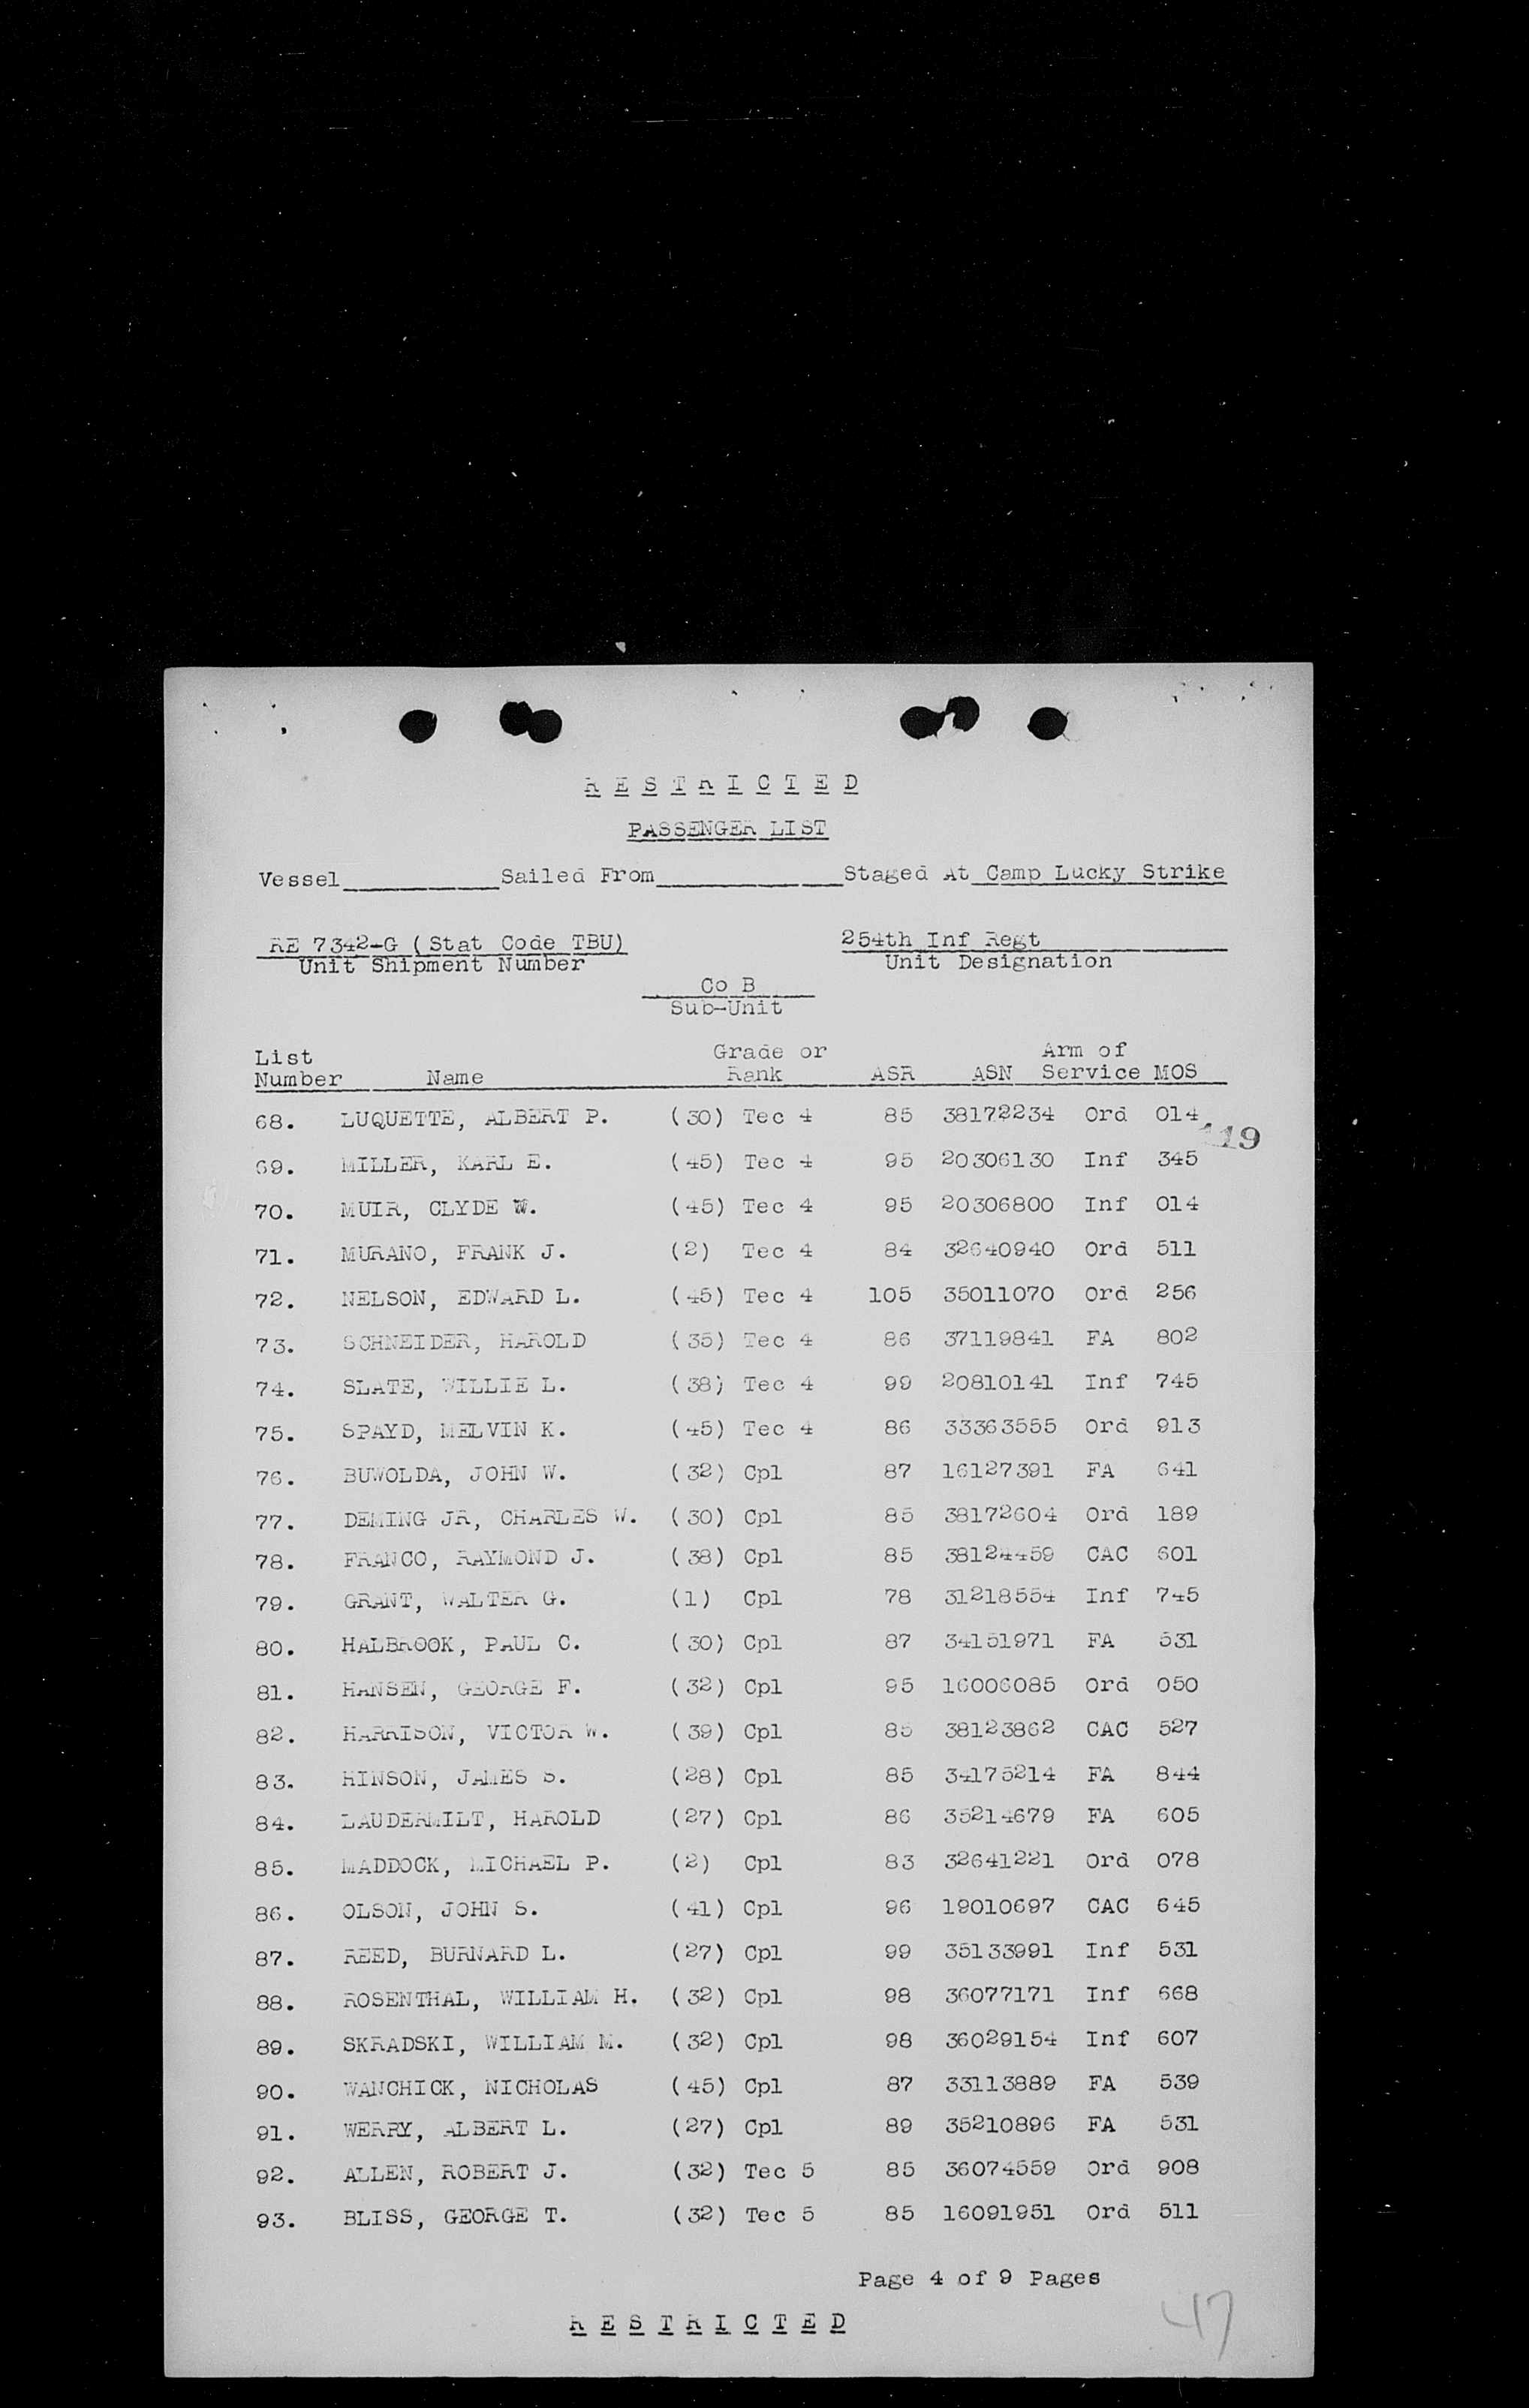 R E S T R I C T E D
PASSENGER LIST
Vessel__________Sailed From____________Staged At Camp Lucky Strike
RE 7342-G (Stat Code TBU) 254th Inf Regt
Unit Shipment Number Unit Designation
Co B
Sub-Unit
List Grade or Arm of
Number Name Rank ASR ASN Service MOS
68. LUQUETTE, ALBERT P. (30) Tec 4 85 38172234 Ord 014
119
69. MILLER, KARL E. (45) Tec 4 95 20306130 Inf 345
70. MUIR, CLYDE W. (45) Tec 4 95 20306800 Inf 014
71. MURANO, FRANK J. (2) Tec 4 84 32640940 Ord 511
72. NELSON, EDWARD L. (45) Tec 4 105 35011070 Ord 256
73. SCHNEIDER, HAROLD (35) Tec 4 86 37119841 FA 802
74. SLATE, WILLIE L. (38) Tec 4 99 20810141 Inf 745
75. SPAYD, MELVIN K. (45) Tec 4 86 33363555 Ord 913
76. BUWOLDA, JOHN W. (32) Cpl 87 16127391 FA 641
77. DEMING JR, CHARLES W. (30) Cpl 85 38172604 Ord 189
78. FRANCO, RAYMOND J. (38) Cpl 85 38124459 CAC 601
79. GRANT, WALTER G. (1) Cpl 78 31218554 Inf 745
80. HALBROOK, PAUL C. (30) Cpl 87 34151971 FA 531
81. HANSEN, GEORGE F. (32) Cpl 95 16006085 Ord 050
82. HARRISON, VICTOR W. (39) Cpl 85 38123862 CAC 527
83. HINSON, JAMES S. (28) Cpl 85 34175214 FA 844
84. LAUDERMILT, HAROLD (27) Cpl 86 35214679 FA 605
85. MADDOCK, MICHAEL P. (2) Cpl 83 32641221 Ord 078
86. OLSON, JOHN S. (41) Cpl 96 19010697 CAC 645
87. REED, BURNARD L. (27) Cpl 99 35133991 Inf 531
88. ROSENTHAL, WILLIAM H. (32) Cpl 98 36077171 Inf 668
89. SKRADSKI, WILLIAM M. (32) Cpl 98 36029154 Inf 607
90. WANCHICK, NICHOLAS (45) Cpl 87 33113889 FA 539
91. WERRY, ALBERT L. (27) Cpl 89 35210896 FA 531
92. ALLEN, ROBERT J. (32) Tec 5 85 36074559 Ord 908
93. BLISS, GEORGE T. (32) Tec 5 85 16091951 Ord 511
Page 4 of 9 Pages
R E S T R I C T E D
47